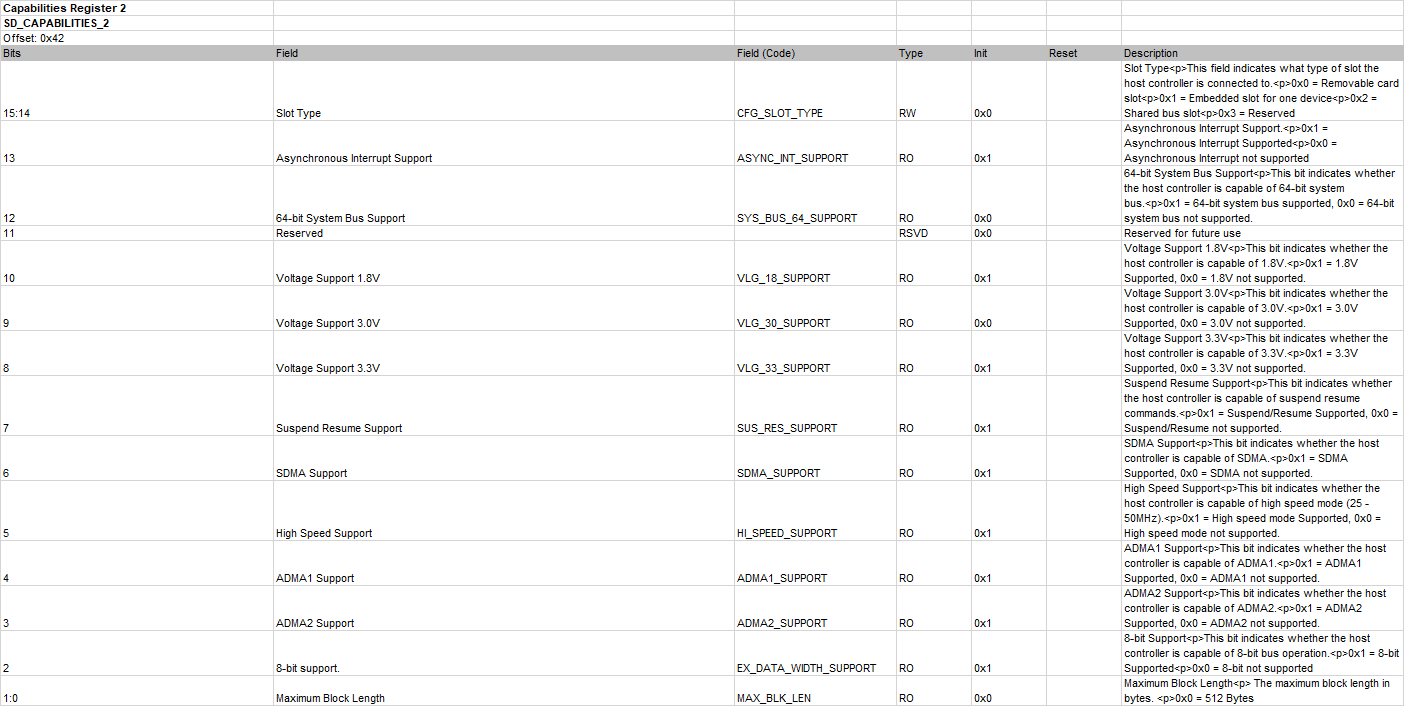 Capabilities Register 2
SD_CAPABILITIES_2
Offset: 0x42
Bits Field Field (Code) Type Init Reset Description
Slot Type<p>This field indicates what type of slot the
host controller is connected to.<p>0x0 = Removable card
slot<p>0x1 = Embedded slot for one device<p>0x2 =
15:14 Slot Type CFG_SLOT_TYPE RW 0x0 Shared bus slot<p>0x3 = Reserved
Asynchronous Interrupt Support.<p>0x1 =
Asynchronous Interrupt Supported<p>0x0 =
13 Asynchronous Interrupt Support ASYNC_INT_SUPPORT RO 0x1 Asynchronous Interrupt not supported
64-bit System Bus Support<p>This bit indicates whether
the host controller is capable of 64-bit system
bus.<p>0x1 = 64-bit system bus supported, 0x0 = 64-bit
12 64-bit System Bus Support SYS_BUS_64_SUPPORT RO 0x0 system bus not supported.
11 Reserved RSVD 0x0 Reserved for future use
Voltage Support 1.8V<p>This bit indicates whether the
host controller is capable of 1.8V.<p>0x1 = 1.8V
10 Voltage Support 1.8V VLG_18_SUPPORT RO 0x1 Supported, 0x0 = 1.8V not supported.
Voltage Support 3.0V<p>This bit indicates whether the
host controller is capable of 3.0V.<p>0x1 = 3.0V
9 Voltage Support 3.0V VLG_30_SUPPORT RO 0x0 Supported, 0x0 = 3.0V not supported.
Voltage Support 3.3V<p>This bit indicates whether the
host controller is capable of 3.3V.<p>0x1 = 3.3V
8 Voltage Support 3.3V VLG_33_SUPPORT RO 0x1 Supported, 0x0 = 3.3V not supported.
Suspend Resume Support<p>This bit indicates whether
the host controller is capable of suspend resume
commands.<p>0x1 = Suspend/Resume Supported, 0x0 =
7 Suspend Resume Support SUS_RES_SUPPORT RO 0x1 Suspend/Resume not supported.
SDMA Support<p>This bit indicates whether the host
controller is capable of SDMA.<p>0x1 = SDMA
6 SDMA Support SDMA_SUPPORT RO 0x1 Supported, 0x0 = SDMA not supported.
High Speed Support<p>This bit indicates whether the
host controller is capable of high speed mode (25 -
50MHz).<p>0x1 = High speed mode Supported, 0x0 =
5 High Speed Support HI_SPEED_SUPPORT RO 0x1 High speed mode not supported.
ADMA1 Support<p>This bit indicates whether the host
controller is capable of ADMA1.<p>0x1 = ADMA1
4 ADMA1 Support ADMA1_SUPPORT RO 0x1 Supported, 0x0 = ADMA1 not supported.
ADMA2 Support<p>This bit indicates whether the host
controller is capable of ADMA2.<p>0x1 = ADMA2
3 ADMA2 Support ADMA2_SUPPORT RO 0x1 Supported, 0x0 = ADMA2 not supported.
8-bit Support<p>This bit indicates whether the host
controller is capable of 8-bit bus operation.<p>0x1 = 8-bit
2 8-bit support. EX_DATA_WIDTH_SUPPORT RO 0x1 Supported<p>0x0 = 8-bit not supported
Maximum Block Length<p> The maximum block length in
1:0 Maximum Block Length MAX_BLK_LEN RO 0x0 bytes. <p>0x0 = 512 Bytes